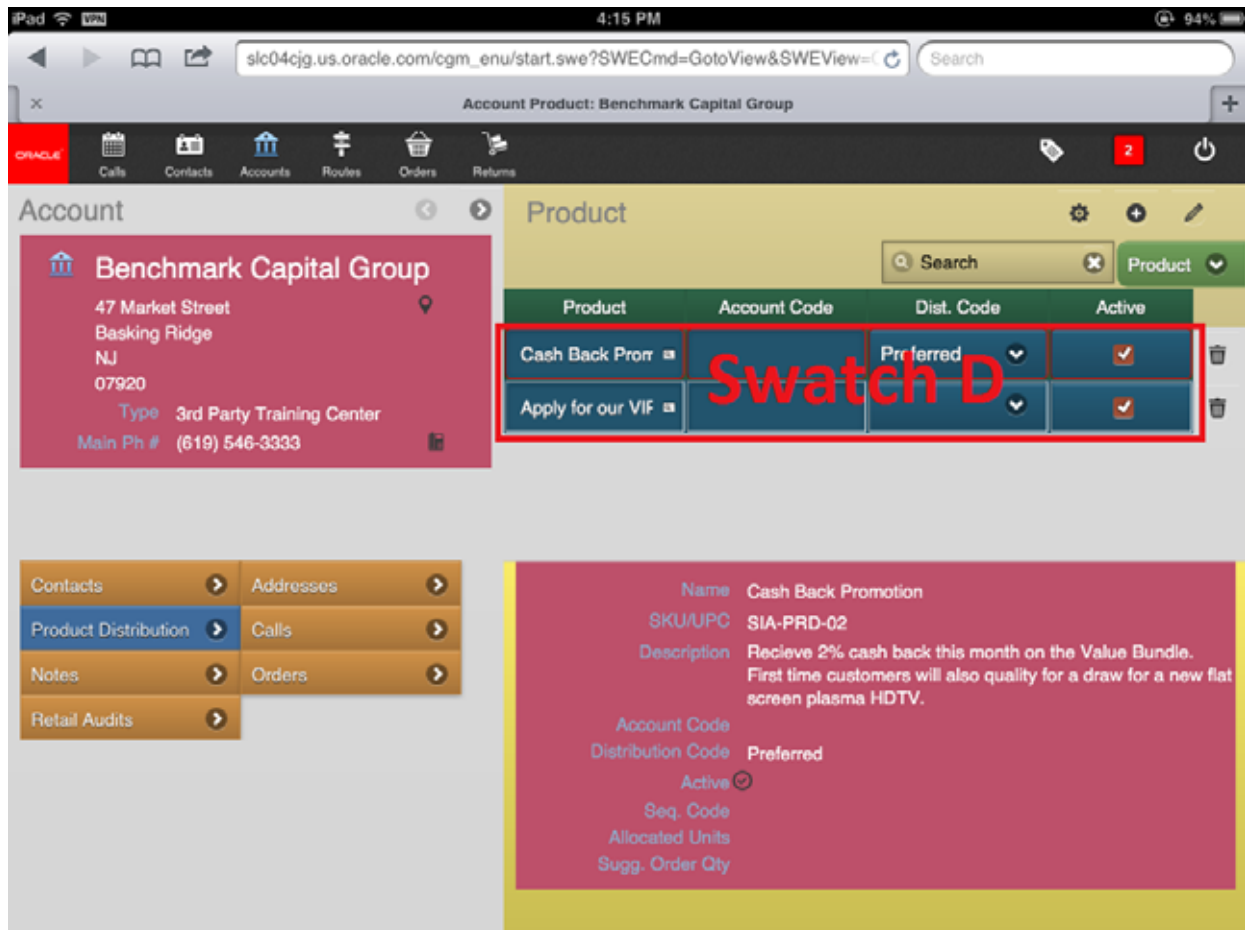 iPad VPN 4:15 PM 94%
slc04cjg.us.oracle.com/cgm_enu/start.swe?SWECmd=GotoView&SWEView= Search
Account Product: Benchmark Capital Group
ORACLE 2
Calls Contacts Accounts Routes Orders Returns
Account
Benchmark Capital Group
47 Market Street
Basking Ridge
NJ
07920
Type 3rd Party Training Center
Main Ph # (619) 546-3333
Product
Search Product
Product Account Code Dist. Code Active
Cash Back Prom Preferred
Swatch D
Apply for our VIF
Contacts Addresses
Product Distribution Calls
Notes Orders
Retail Audits
Name Cash Back Promotion
SKU/UPC SIA-PRD-02
Description Recieve 2% cash back this month on the Value Bundle.
First time customers will also quality for a draw for a new flat
screen plasma HDTV.
Account Code
Distribution Code Preferred
Active
Seq. Code
Allocated Units
Sugg. Order Qty